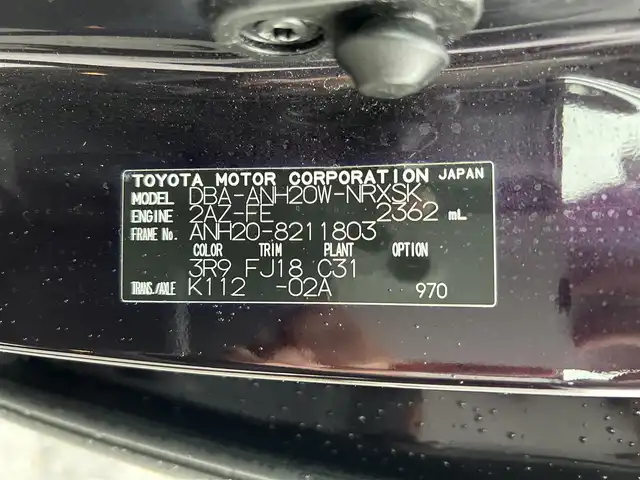 TOYOTA MOTOR CORPORATION JAPAN
MODEL DBA-ANH20W-NRXSK
ENGINE 2AZ-FE 2362 mL
FRAME No. ANH20-8211803
COLOR TRIM PLANT OPTION
3R9 FJ18 C31
TRANS./AXLE K112 -02A 970